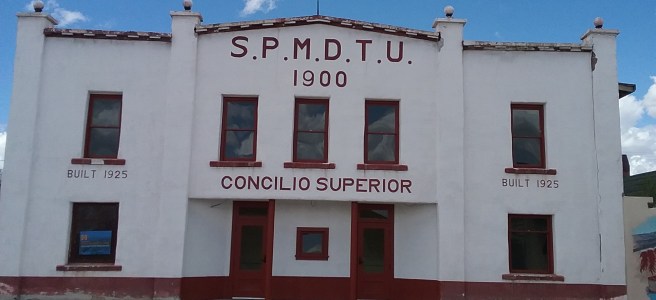 S.P.M.D.T.U.
1900
BUILT 1925
BUILT 1925
CONCILIO SUPERIOR